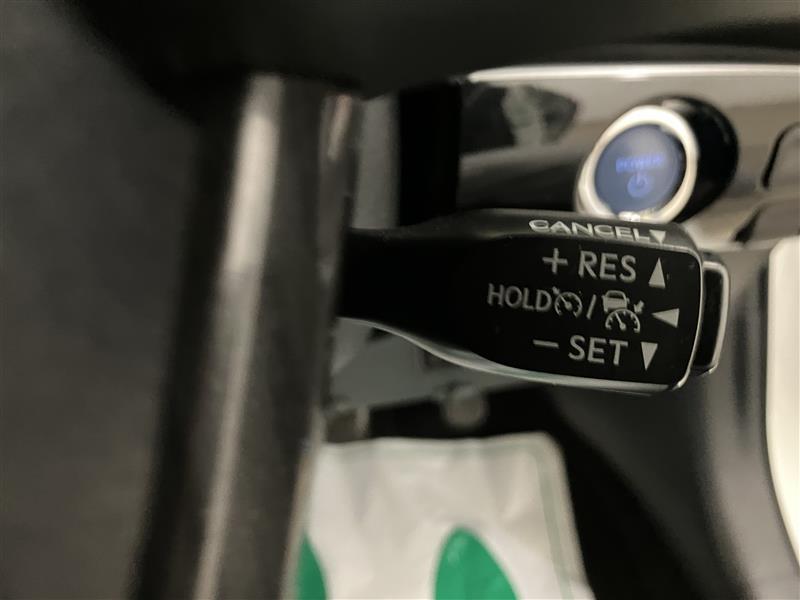 POWER
CANCEL▼
+ RES ▲
HOLD / ◀
− SET ▼